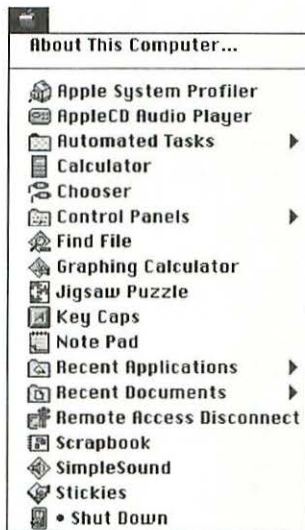 About This Computer...
Apple System Profiler
AppleCD Audio Player
Automated Tasks
Calculator
Chooser
Control Panels
Find File
Graphing Calculator
Jigsaw Puzzle
Key Caps
Note Pad
Recent Applications
Recent Documents
Remote Access Disconnect
Scrapbook
SimpleSound
Stickies
• Shut Down